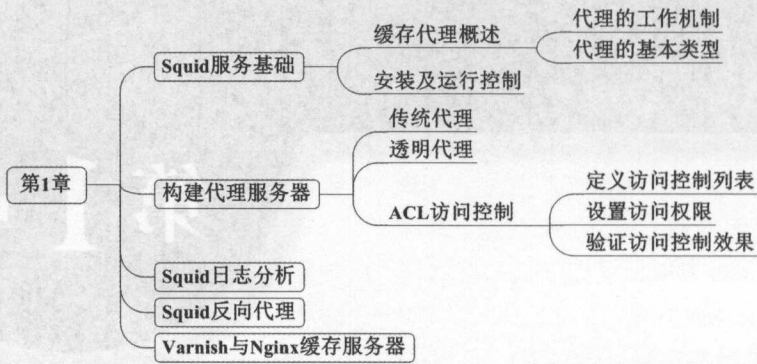 第1章
Squid服务基础
缓存代理概述
代理的工作机制
代理的基本类型
安装及运行控制
构建代理服务器
传统代理
透明代理
ACL访问控制
定义访问控制列表
设置访问权限
验证访问控制效果
Squid日志分析
Squid反向代理
Varnish与Nginx缓存服务器